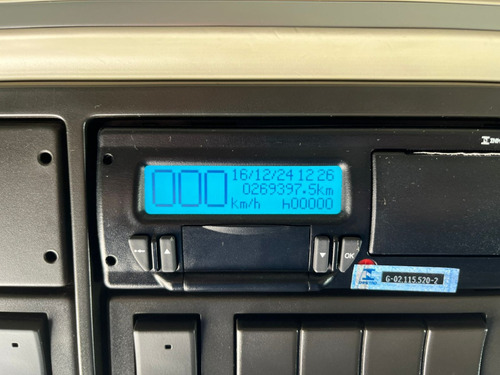 000
16/12/24 12 26
0269397.5km
km/h h00000
OK
G-02.115.520-2